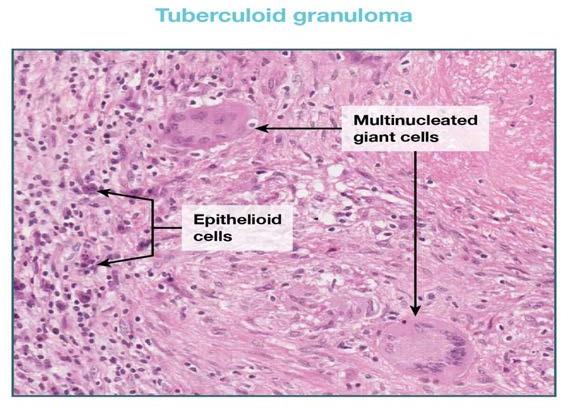 Tuberculoid granuloma
Multinucleated
giant cells
Epithelioid
cells